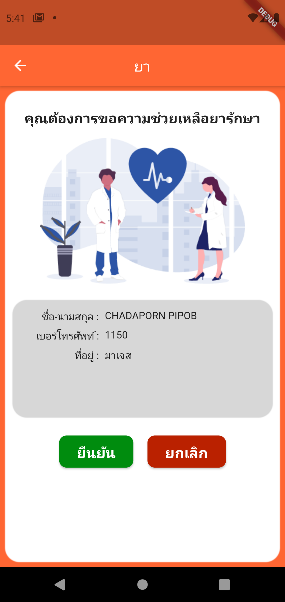 5:41
DEBUG
ยา
คุณต้องการขอความช่วยเหลือยารักษา
ชื่อ-นามสกุล : CHADAPORN PIPOB
เบอร์โทรศัพท์ : 1150
ที่อยู่ : มาเจส
ยืนยัน
ยกเลิก